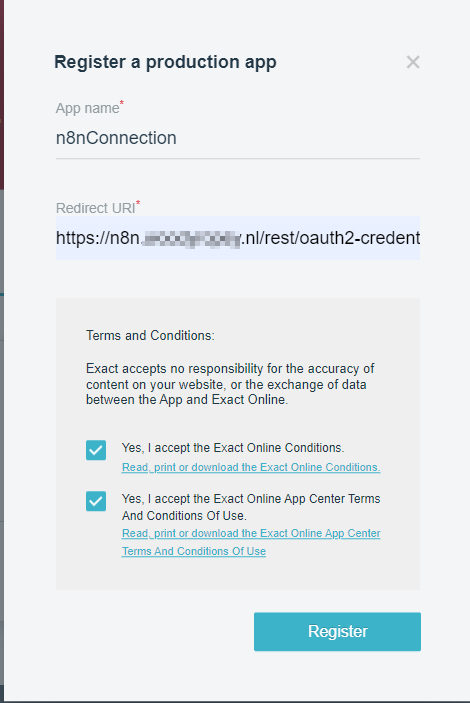 Register a production app
App name*
n8nConnection
Redirect URI*
https://n8n. .nl/rest/oauth2-credent
Terms and Conditions:
Exact accepts no responsibility for the accuracy of
content on your website, or the exchange of data
between the App and Exact Online.
Yes, I accept the Exact Online Conditions.
Read, print or download the Exact Online Conditions.
Yes, I accept the Exact Online App Center Terms
And Conditions Of Use.
Read, print or download the Exact Online App Center
Terms And Conditions Of Use
Register